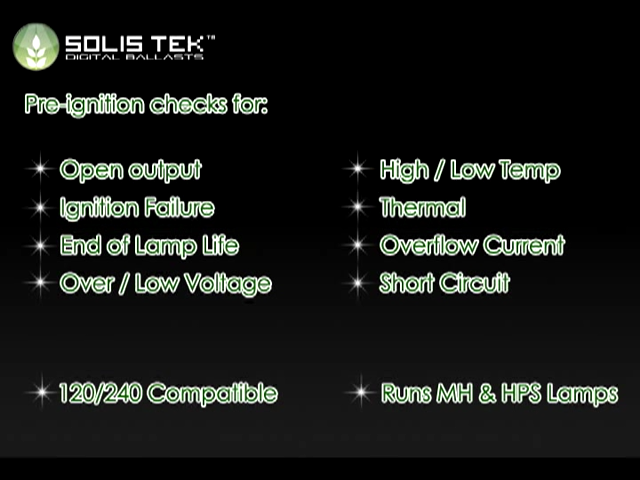 SOLIS TEK™
DIGITAL BALLASTS
Pre-ignition checks for:
Open output
Ignition Failure
End of Lamp Life
Over / Low Voltage
High / Low Temp
Thermal
Overflow Current
Short Circuit
120/240 Compatible
Runs MH & HPS Lamps